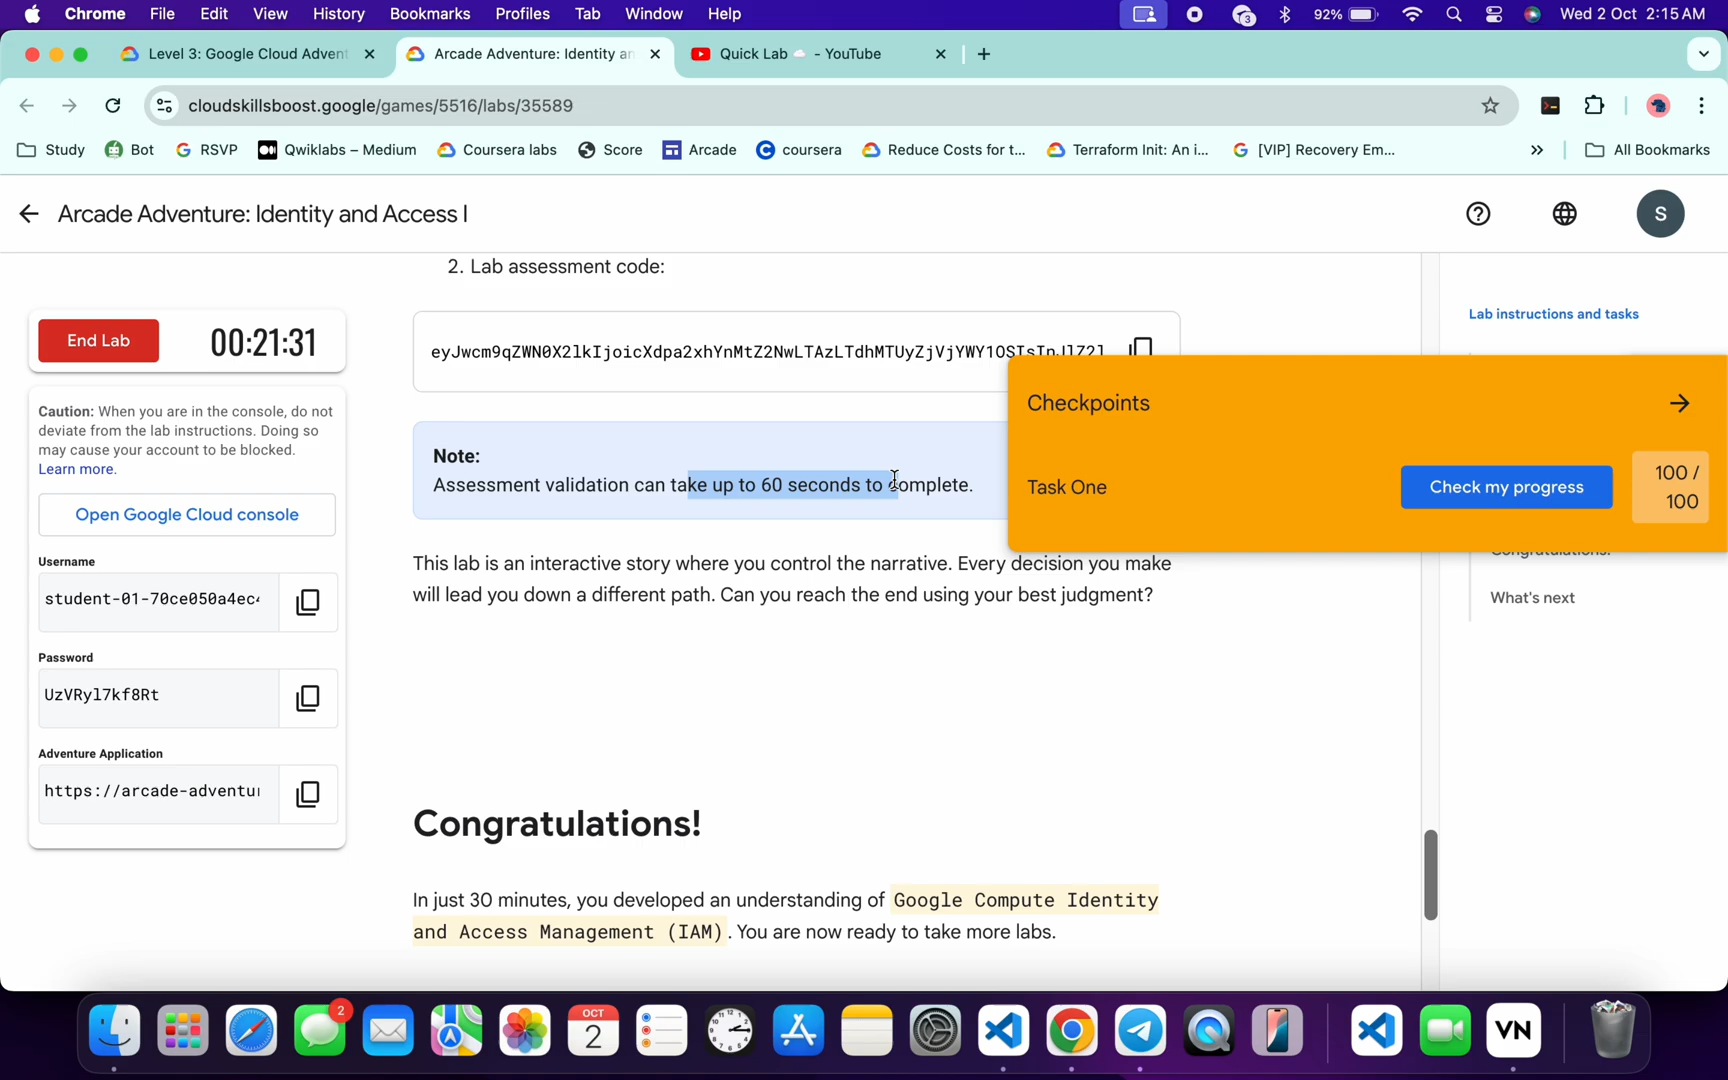 Chrome File Edit View History Bookmarks Profiles Tab Window Help
3
92%
Wed 2 Oct 2:15 AM
Level 3: Google Cloud Advent
Arcade Adventure: Identity an
Quick Lab - YouTube
cloudskillsboost.google/games/5516/labs/35589
Study
Bot
RSVP
Qwiklabs – Medium
Coursera labs
Score
Arcade
coursera
Reduce Costs for t...
Terraform Init: An i...
[VIP] Recovery Em...
All Bookmarks
Arcade Adventure: Identity and Access I
S
2. Lab assessment code:
End Lab
00:21:31
Caution: When you are in the console, do not
deviate from the lab instructions. Doing so
may cause your account to be blocked.
Learn more.
Open Google Cloud console
Username
student-01-70ce050a4ec
Password
UzVRyl7kf8Rt
Adventure Application
https://arcade-adventu
Note:
Assessment validation can take up to 60 seconds to complete.
This lab is an interactive story where you control the narrative. Every decision you make
will lead you down a different path. Can you reach the end using your best judgment?
Congratulations!
In just 30 minutes, you developed an understanding of Google Compute Identity
and Access Management (IAM). You are now ready to take more labs.
Lab instructions and tasks
Checkpoints
Task One
Check my progress
100 /
100
Congratulations!
What's next
2
OCT
2
VN